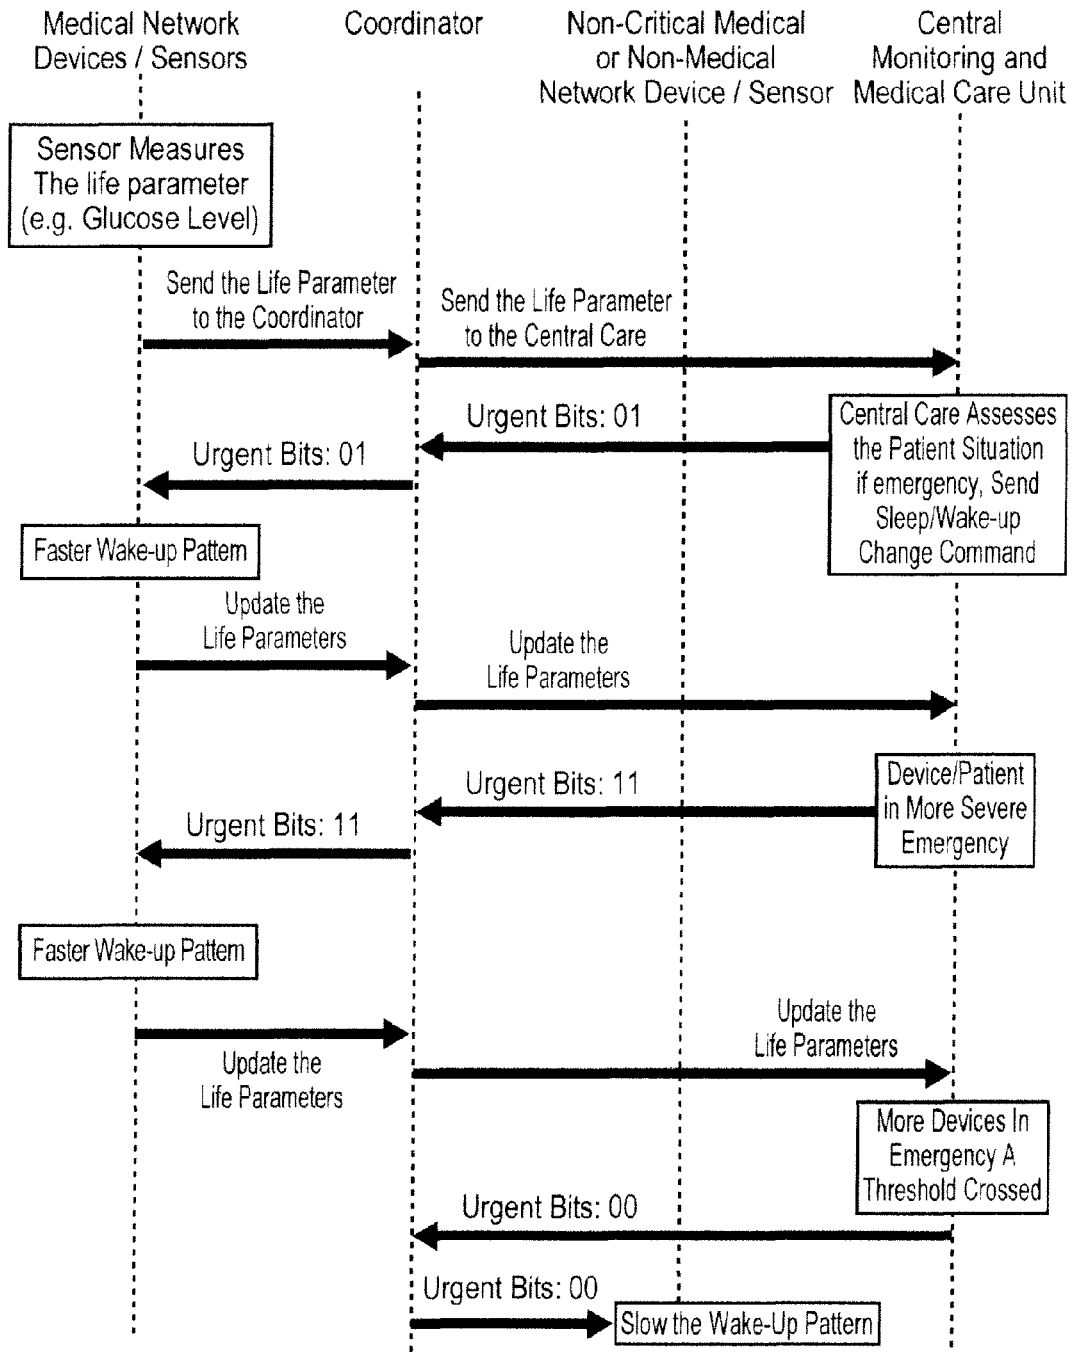 Medical Network
Devices / Sensors
Coordinator
Non-Critical Medical
or Non-Medical
Network Device / Sensor
Central
Monitoring and
Medical Care Unit
Sensor Measures
The life parameter
(e.g. Glucose Level)
Send the Life Parameter
to the Coordinator
Send the Life Parameter
to the Central Care
Urgent Bits: 01
Urgent Bits: 01
Central Care Assesses
the Patient Situation
if emergency, Send
Sleep/Wake-up
Change Command
Faster Wake-up Pattern
Update the
Life Parameters
Update the
Life Parameters
Urgent Bits: 11
Urgent Bits: 11
Device/Patient
in More Severe
Emergency
Faster Wake-up Pattern
Update the
Life Parameters
Update the
Life Parameters
More Devices In
Emergency A
Threshold Crossed
Urgent Bits: 00
Urgent Bits: 00
Slow the Wake-Up Pattern